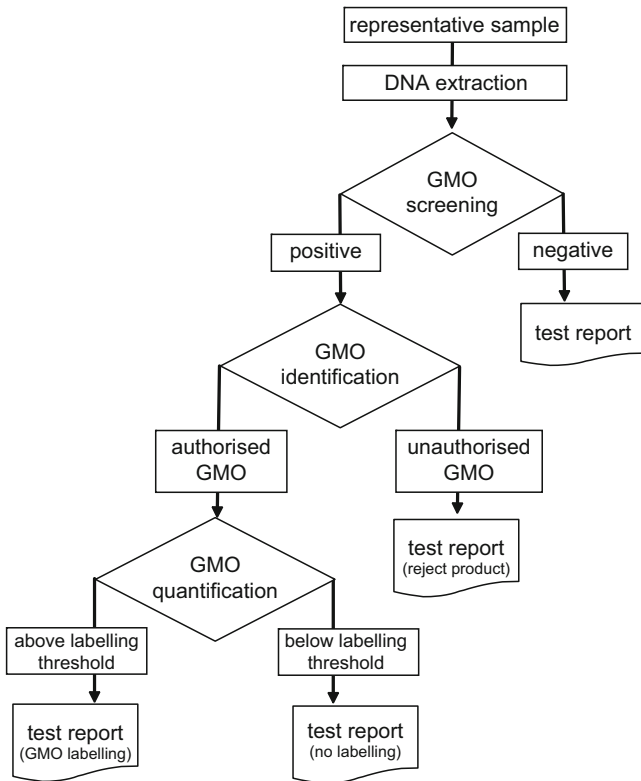 representative sample
DNA extraction
GMO
screening
positive
negative
test report
GMO
identification
authorised
GMO
unauthorised
GMO
test report
(reject product)
GMO
quantification
above labelling
threshold
below labelling
threshold
test report
(GMO labelling)
test report
(no labelling)